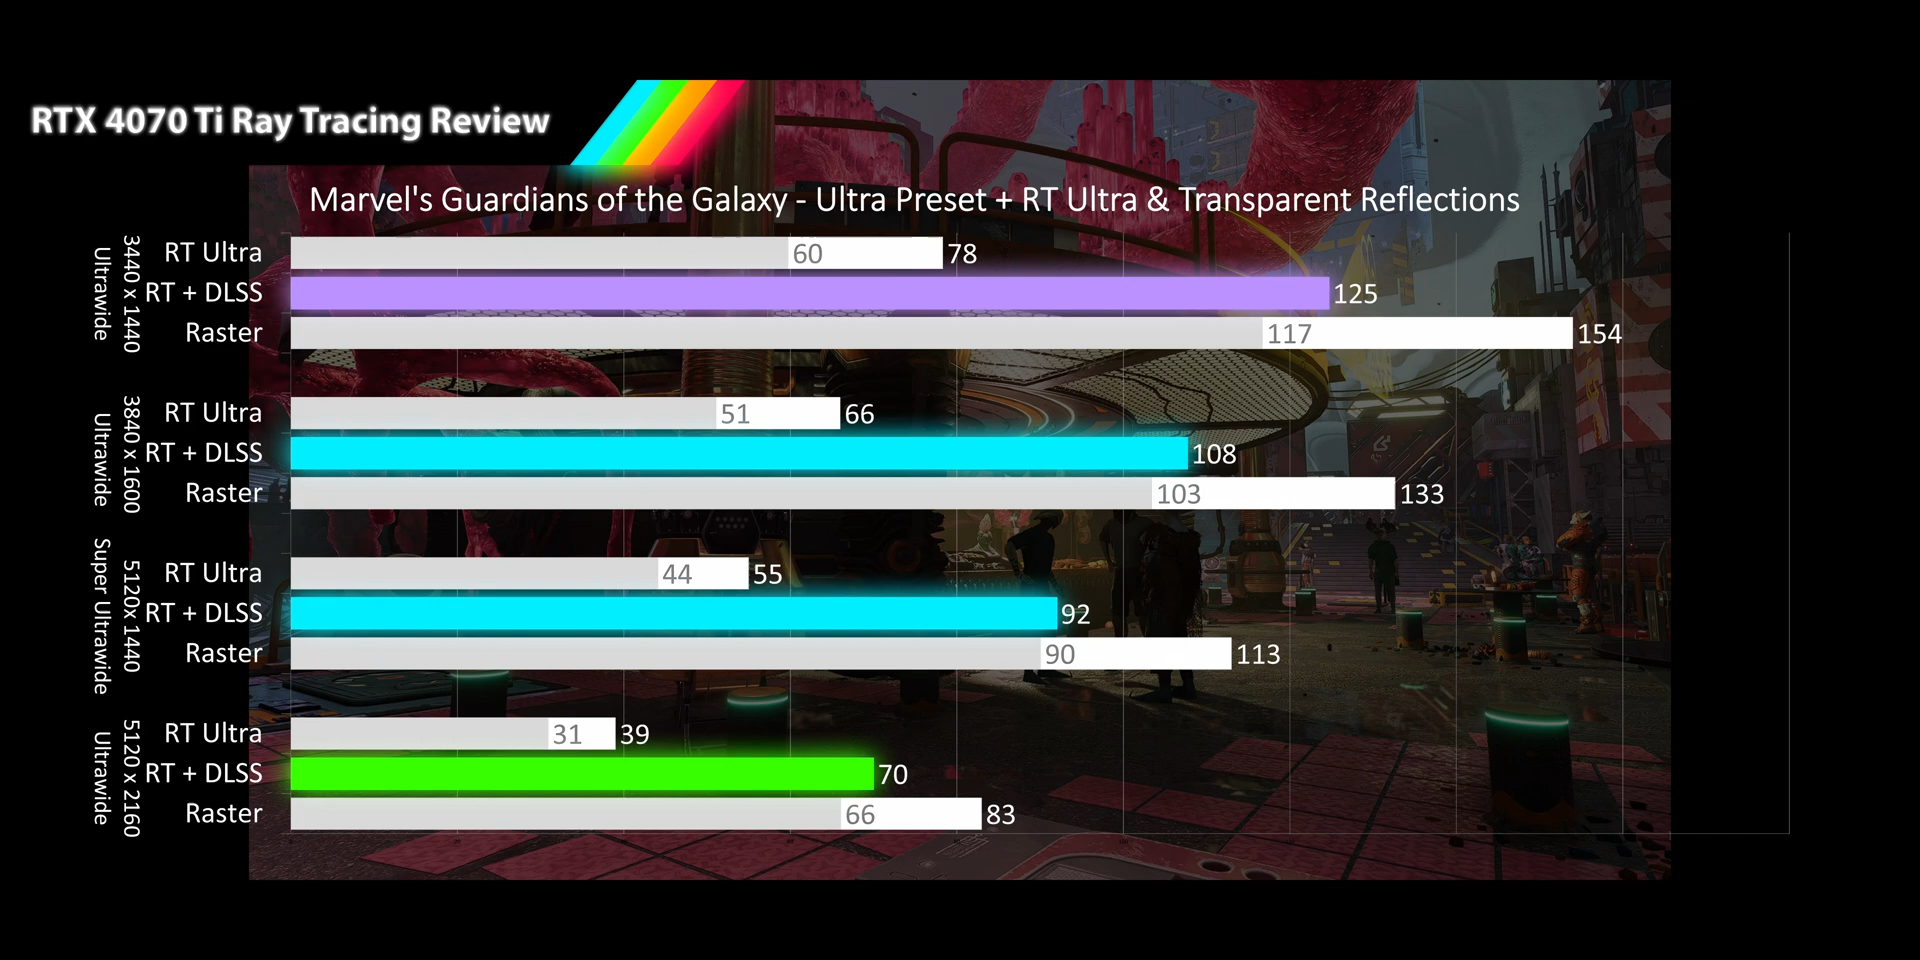 RTX 4070 Ti Ray Tracing Review
Marvel's Guardians of the Galaxy - Ultra Preset + RT Ultra & Transparent Reflections
3440 x 1440
Ultrawide
RT Ultra 60 78
RT + DLSS 125
Raster 117 154
3840 x 1600
Ultrawide
RT Ultra 51 66
RT + DLSS 108
Raster 103 133
5120x 1440
Super Ultrawide
RT Ultra 44 55
RT + DLSS 92
Raster 90 113
5120 x 2160
Ultrawide
RT Ultra 31 39
RT + DLSS 70
Raster 66 83